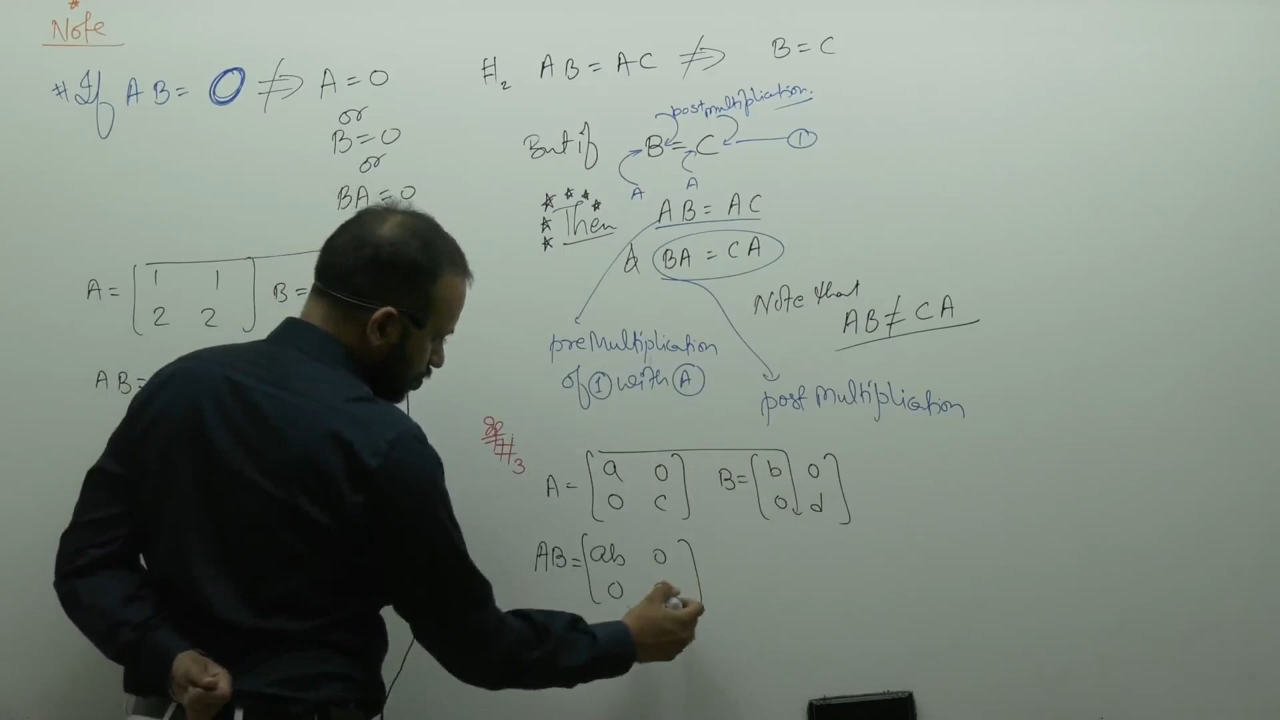 Note
# If AB = O ⇏ A = 0
or
B = 0
or
BA = 0
A = [ 1 1
2 2 ] B =
AB =
#2 AB = AC ⇏ B = C
post multiplication.
But if B = C ①
A A
Then AB = AC
& BA = CA
Note that
AB ≠ CA
pre Multiplication
of ① with Ⓐ
post Multiplication
#3
A = [ a 0
0 c ] B = [ b 0
0 d ]
AB = [ ab 0
0